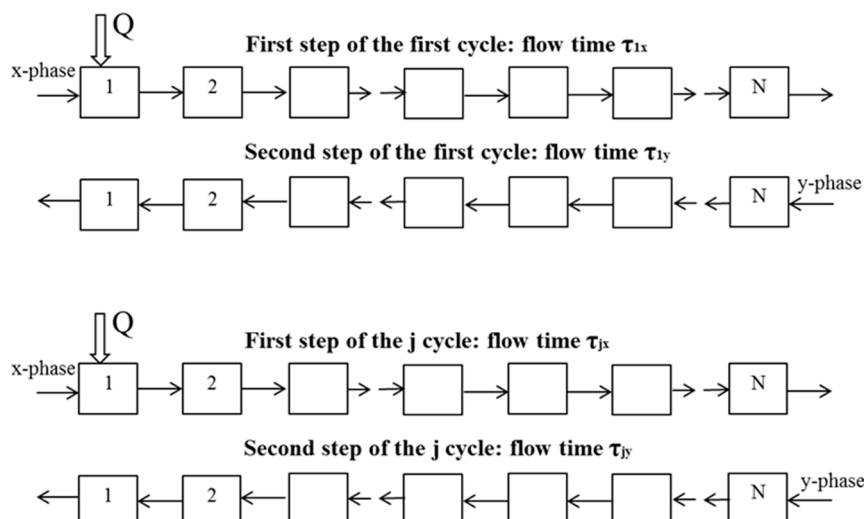 Q
First step of the first cycle: flow time τ1x
x-phase
1 2 N
Second step of the first cycle: flow time τ1y
y-phase
1 2 N
Q
First step of the j cycle: flow time τjx
x-phase
1 2 N
Second step of the j cycle: flow time τjy
y-phase
1 2 N